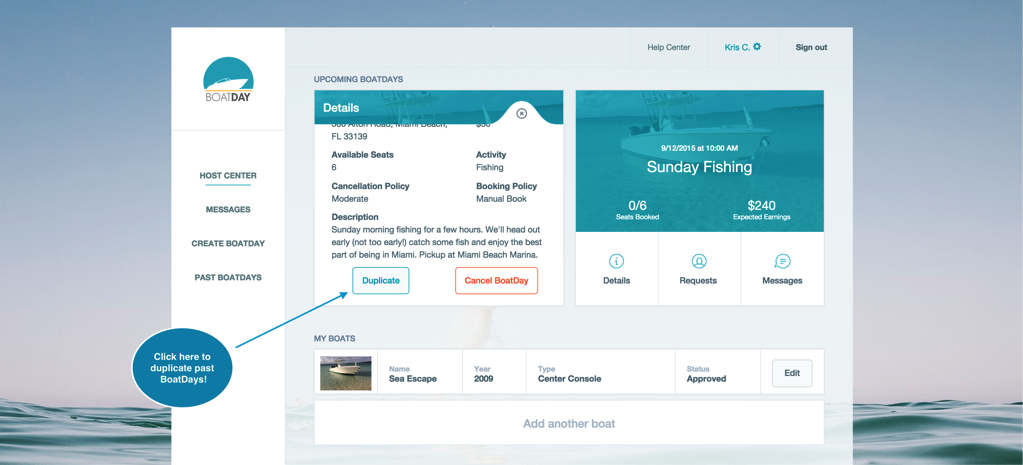 Help Center
Kris C.
Sign out
BOATDAY
HOST CENTER
MESSAGES
CREATE BOATDAY
PAST BOATDAYS
UPCOMING BOATDAYS
Details
300 Alton Road, Miami Beach,
FL 33139
$30
Available Seats
6
Activity
Fishing
Cancellation Policy
Moderate
Booking Policy
Manual Book
Description
Sunday morning fishing for a few hours. We'll head out
early (not too early!) catch some fish and enjoy the best
part of being in Miami. Pickup at Miami Beach Marina.
Duplicate
Cancel BoatDay
9/12/2015 at 10:00 AM
Sunday Fishing
0/6
Seats Booked
$240
Expected Earnings
Details
Requests
Messages
Click here to
duplicate past
BoatDays!
MY BOATS
Name
Sea Escape
Year
2009
Type
Center Console
Status
Approved
Edit
Add another boat